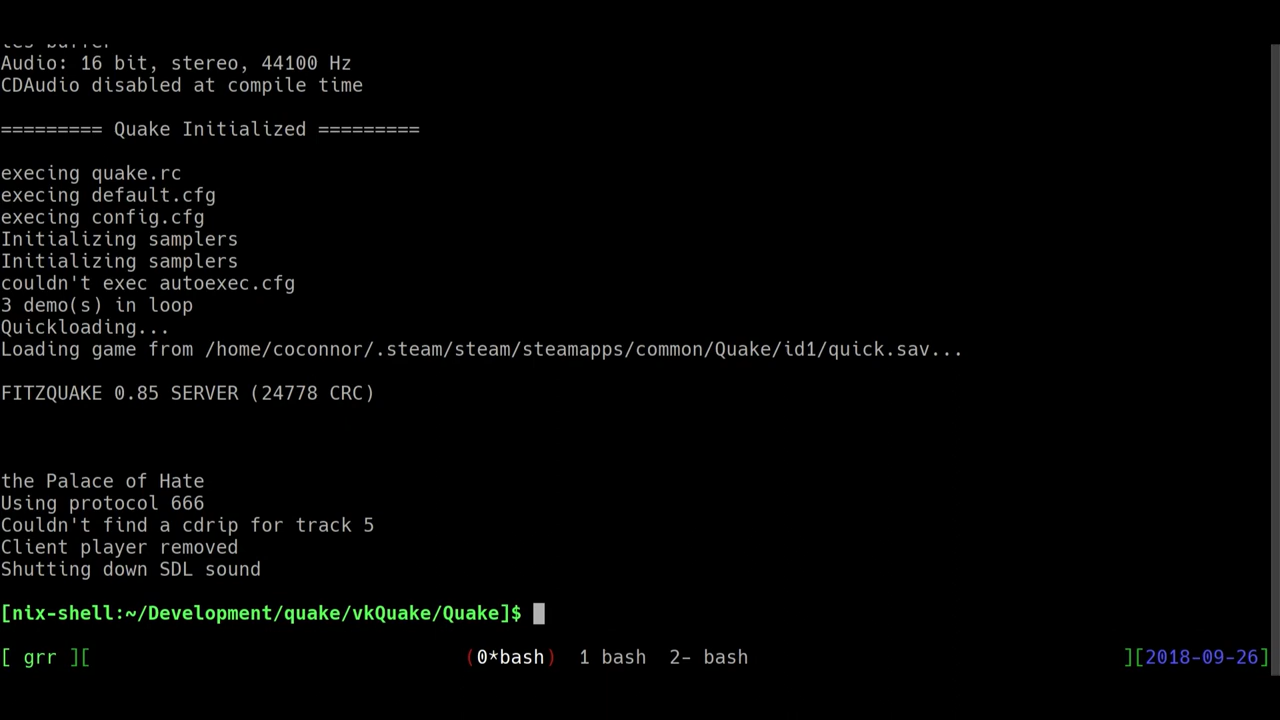 Audio: 16 bit, stereo, 44100 Hz
CDAudio disabled at compile time
========= Quake Initialized =========
execing quake.rc
execing default.cfg
execing config.cfg
Initializing samplers
Initializing samplers
couldn't exec autoexec.cfg
3 demo(s) in loop
Quickloading...
Loading game from /home/coconnor/.steam/steam/steamapps/common/Quake/id1/quick.sav...
FITZQUAKE 0.85 SERVER (24778 CRC)
the Palace of Hate
Using protocol 666
Couldn't find a cdrip for track 5
Client player removed
Shutting down SDL sound
[nix-shell:~/Development/quake/vkQuake/Quake]$
[ grr ][ (0*bash) 1 bash 2- bash ][2018-09-26]